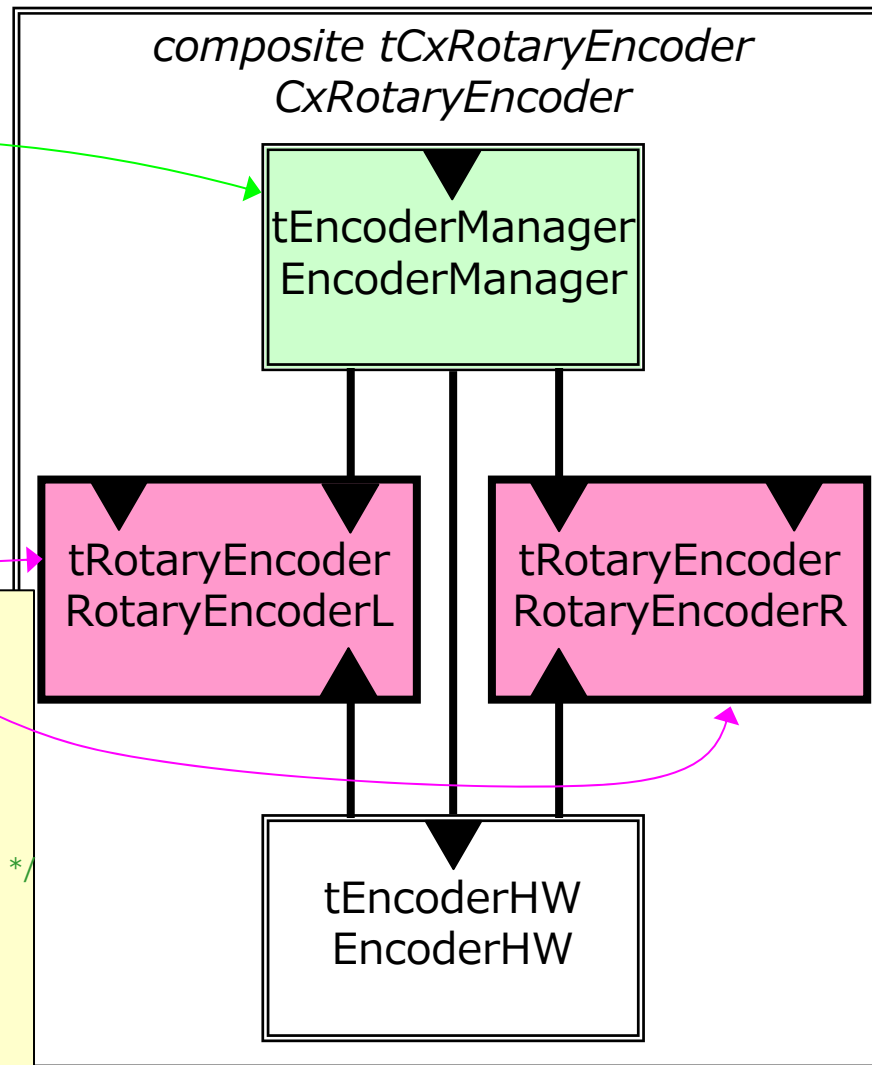 composite tCxRotaryEncoder
CxRotaryEncoder
tEncoderManager
EncoderManager
tRotaryEncoder
RotaryEncoderL
tRotaryEncoder
RotaryEncoderR
*/
tEncoderHW
EncoderHW